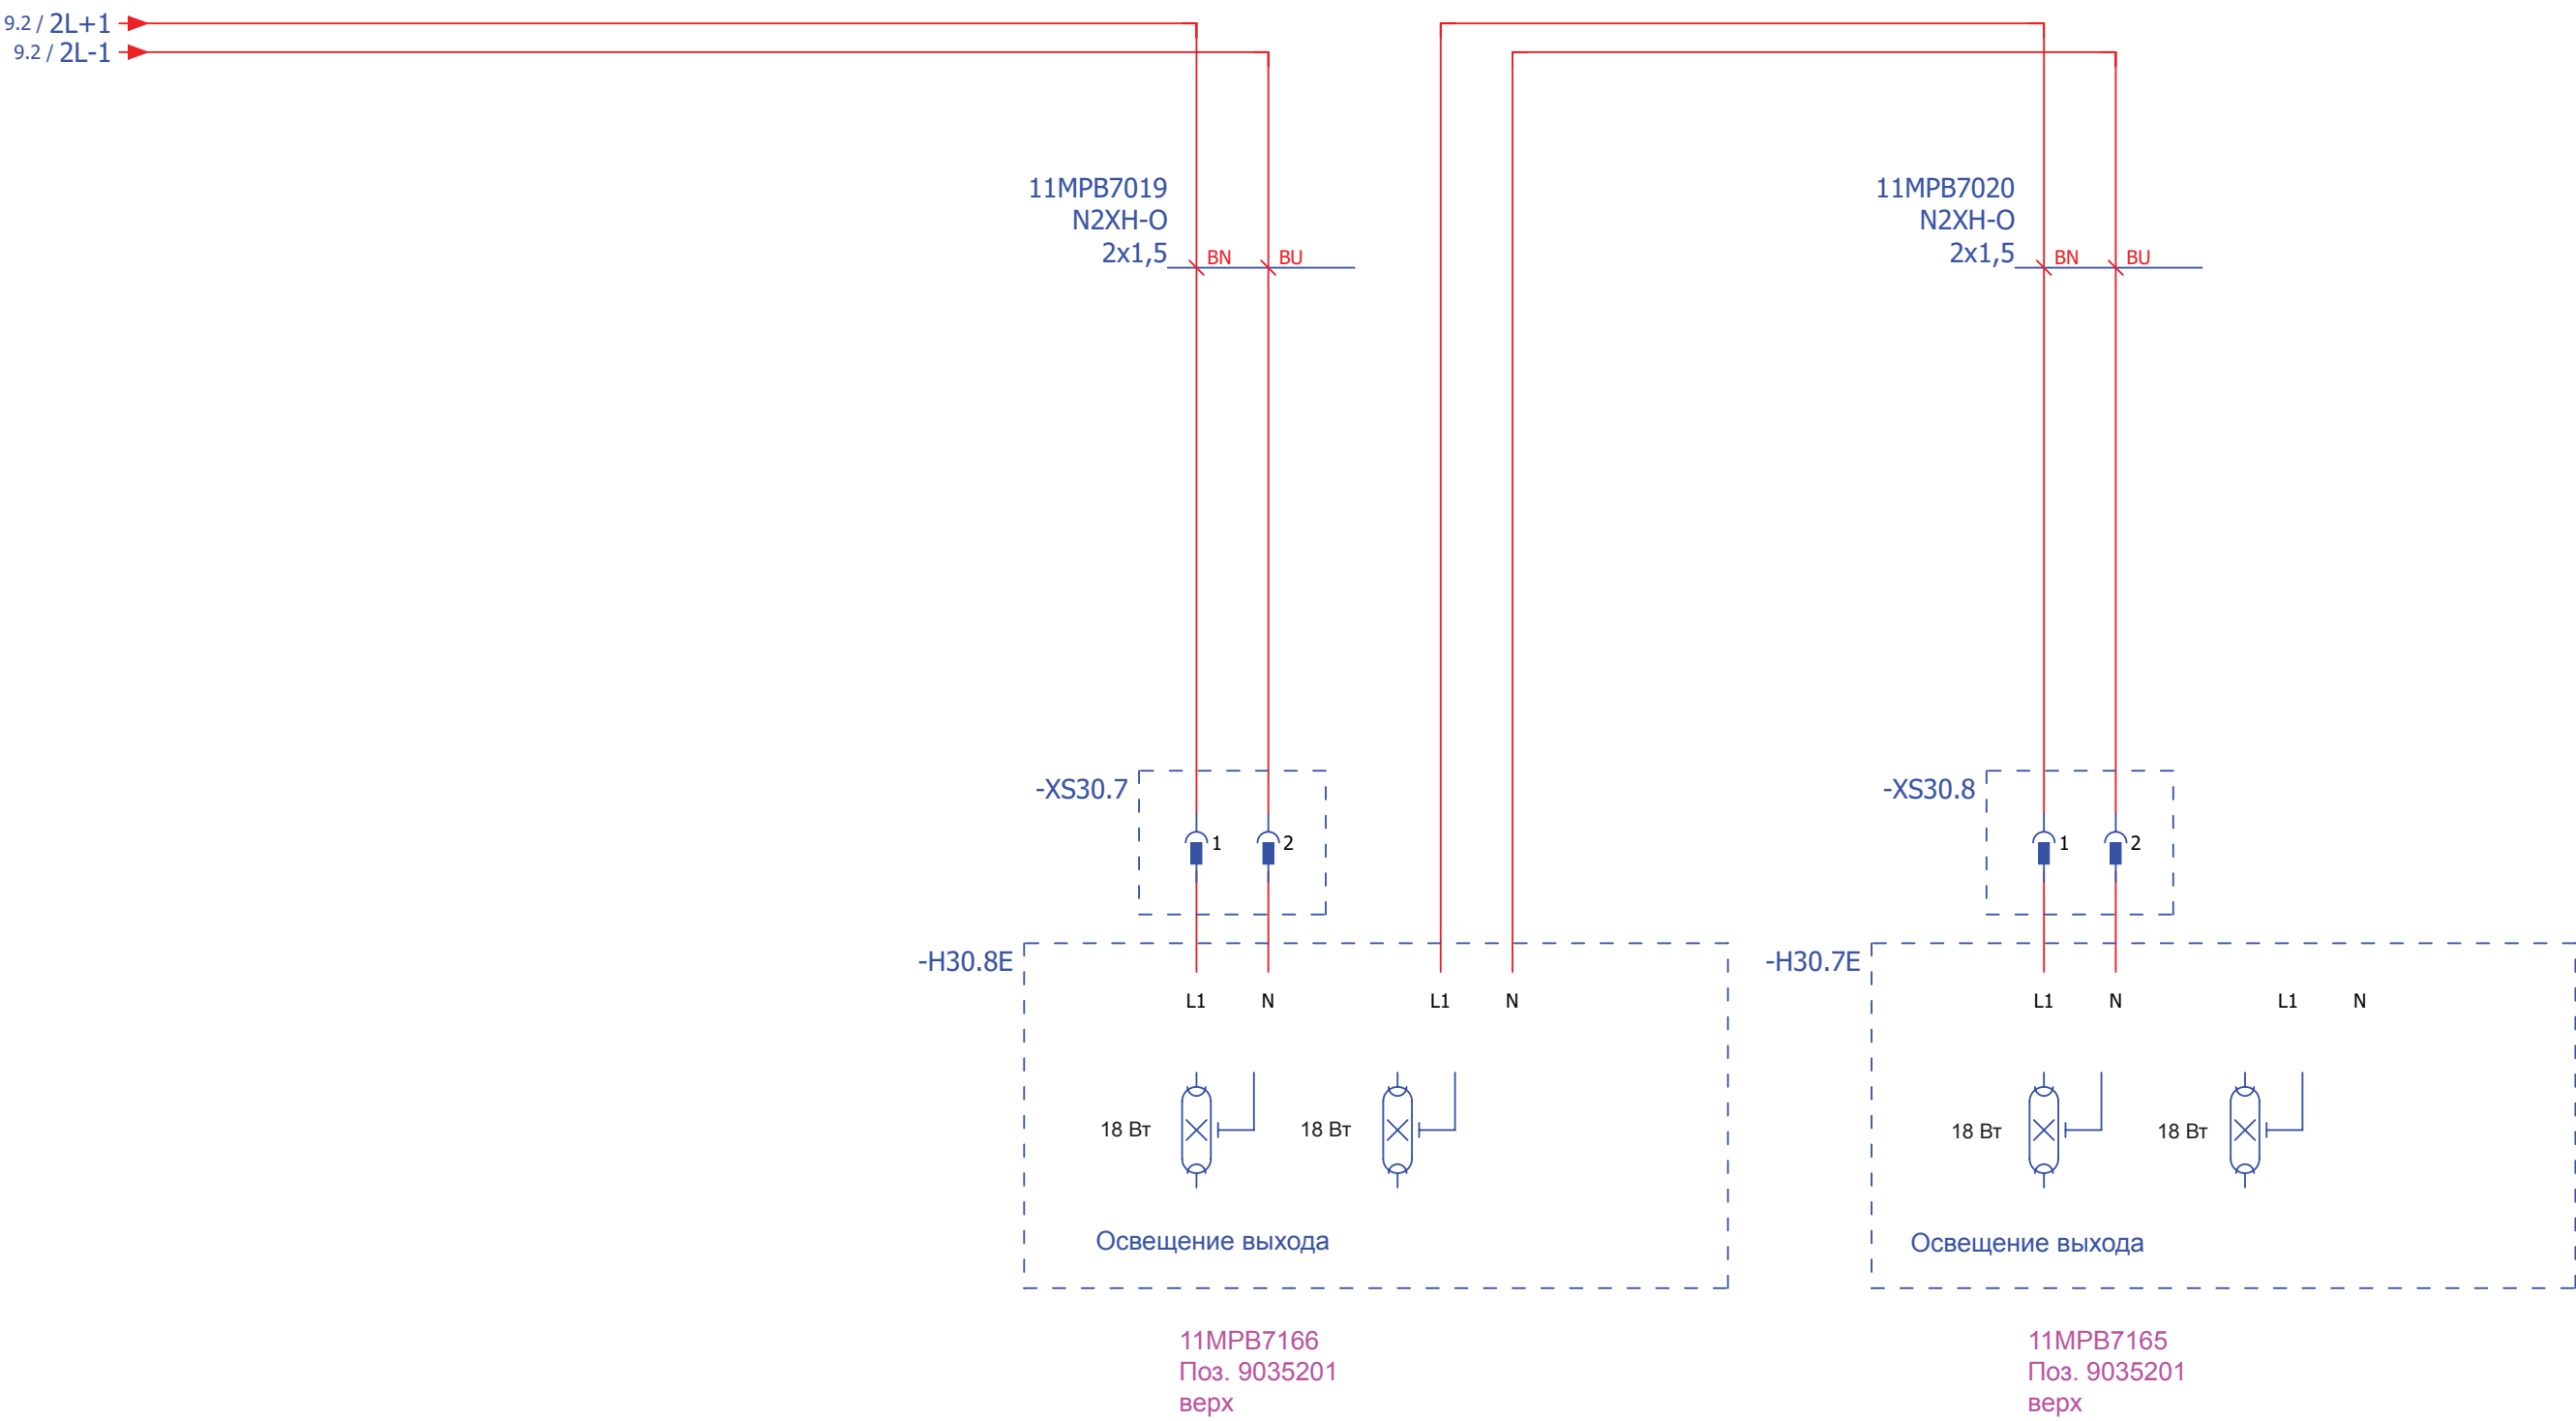 9.2 / 2L+1
9.2 / 2L-1
11MPB7019
N2XH-O
2x1,5
BN
BU
11MPB7020
N2XH-O
2x1,5
BN
BU
-XS30.7
1
2
-XS30.8
1
2
-H30.8E
L1
N
L1
N
18 Вт
18 Вт
Освещение выхода
-H30.7E
L1
N
L1
N
18 Вт
18 Вт
Освещение выхода
11MPB7166
Поз. 9035201
верх
11MPB7165
Поз. 9035201
верх